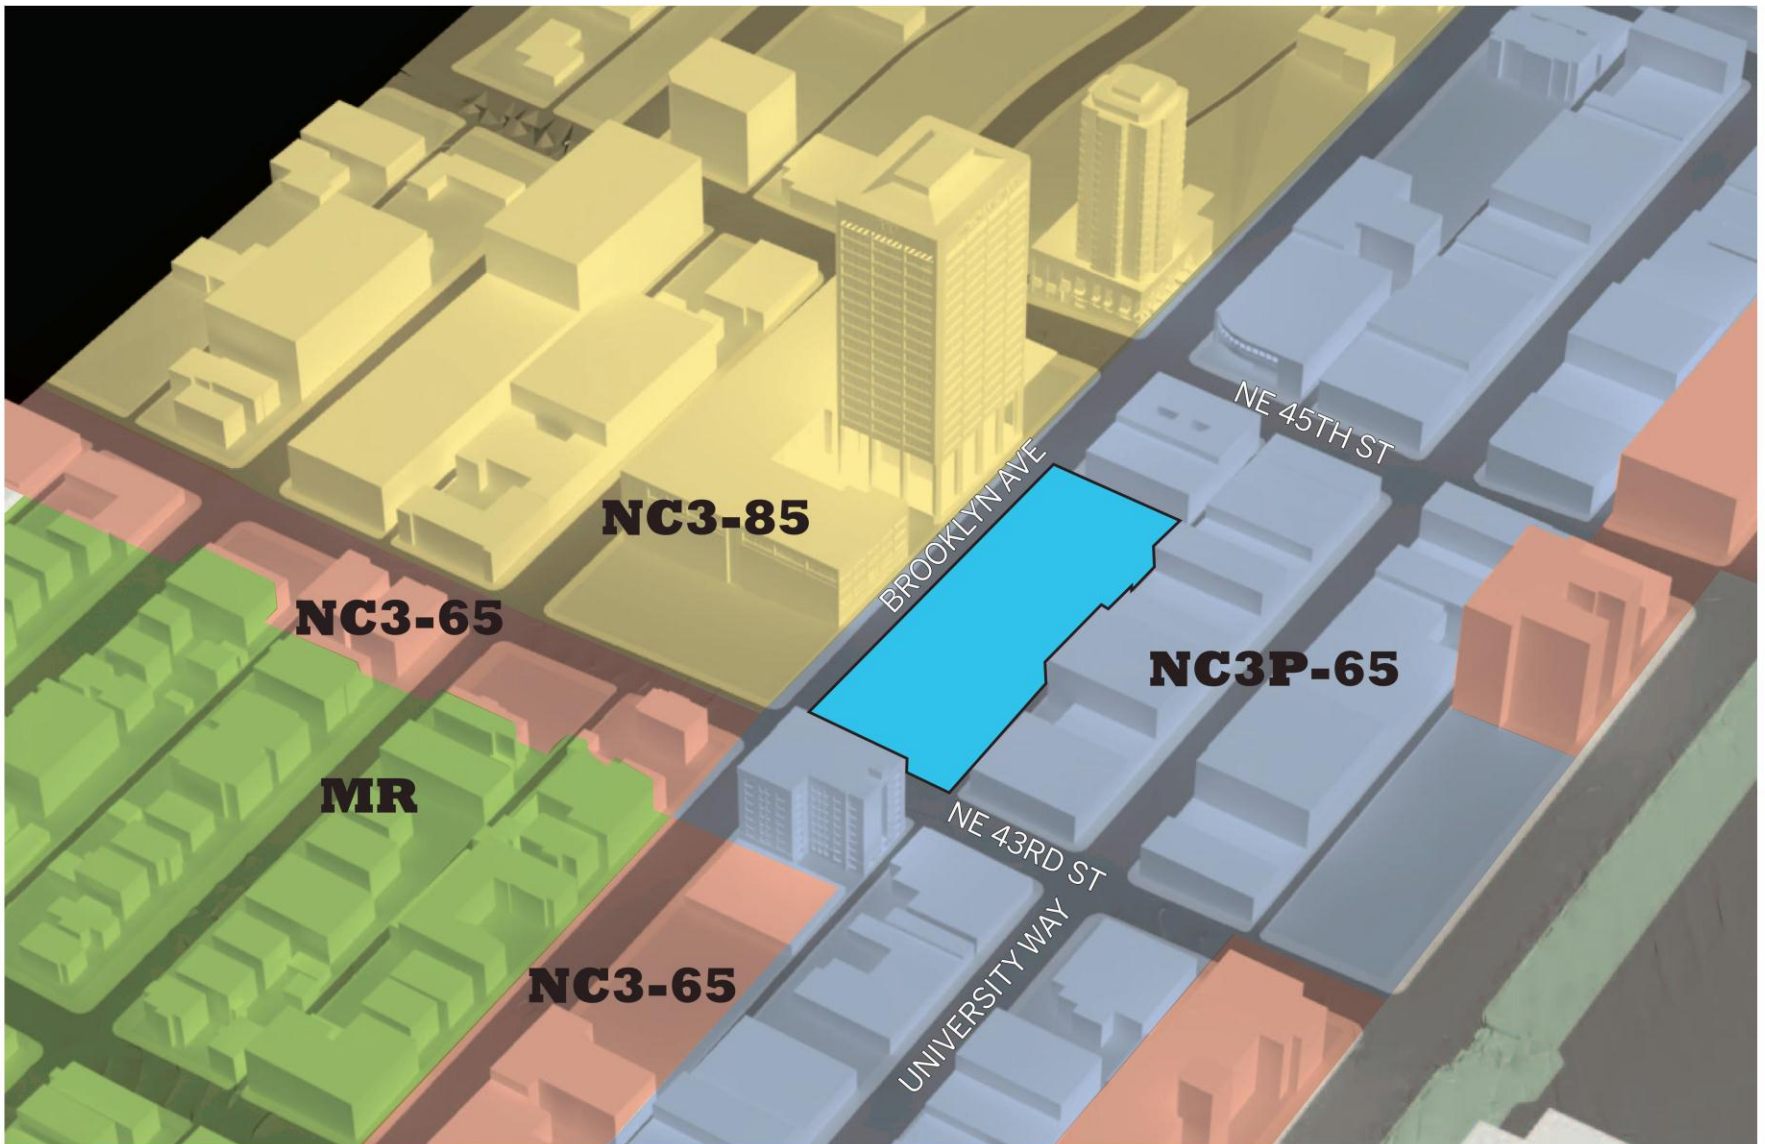 NE 45TH ST
BROOKLYN AVE
NC3-85
NC3-65
NC3P-65
MR
NE 43RD ST
NC3-65
UNIVERSITY WAY